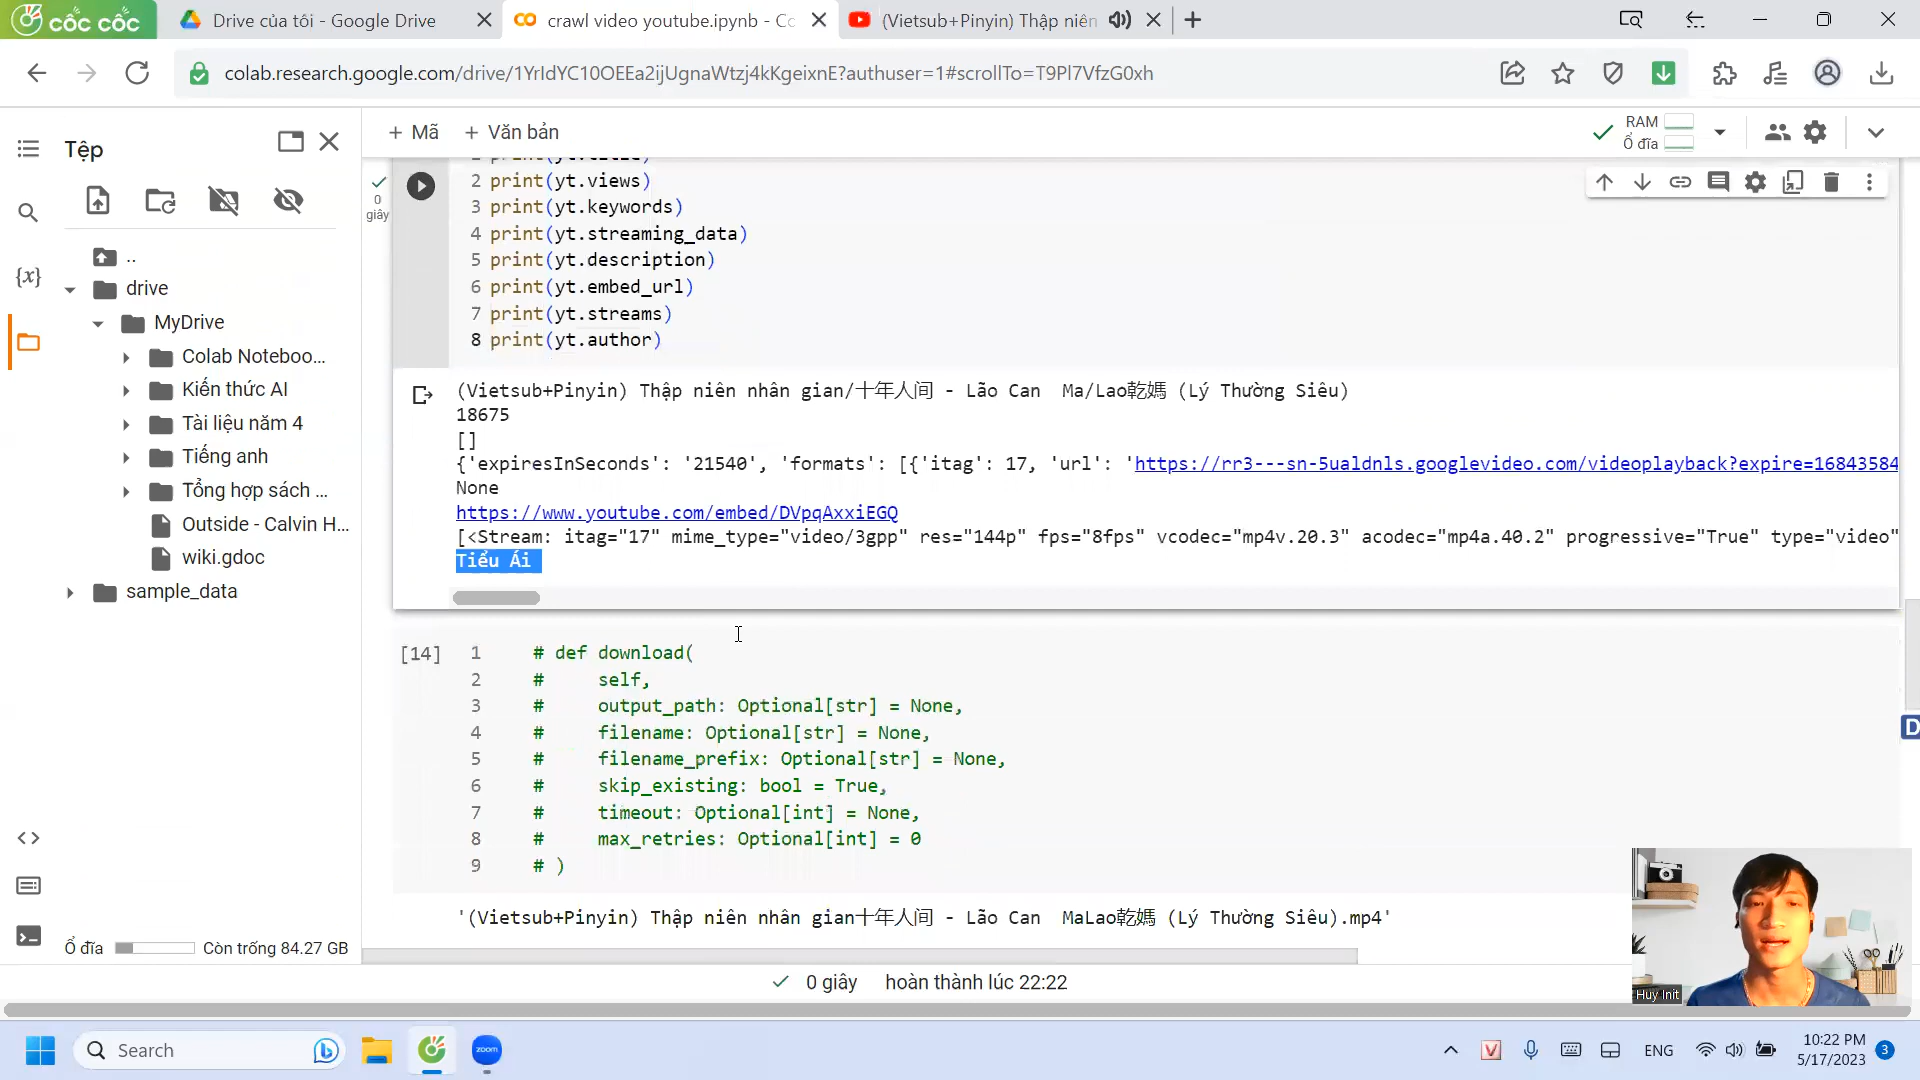 cốc cốc
Drive của tôi - Google Drive
crawl video youtube.ipynb - Co
(Vietsub+Pinyin) Thập niên
colab.research.google.com/drive/1YrIdYC10OEEa2ijUgnaWtzj4kKgeixnE?authuser=1#scrollTo=T9Pl7VfzG0xh
Tệp
+ Mã
+ Văn bản
RAM
Ổ đĩa
..
drive
MyDrive
Colab Noteboo...
Kiến thức AI
Tài liệu năm 4
Tiếng anh
Tổng hợp sách ...
Outside - Calvin H...
wiki.gdoc
sample_data
Ổ đĩa
Còn trống 84.27 GB
{x}
0
giây
2 print(yt.views)
3 print(yt.keywords)
4 print(yt.streaming_data)
5 print(yt.description)
6 print(yt.embed_url)
7 print(yt.streams)
8 print(yt.author)
(Vietsub+Pinyin) Thập niên nhân gian/十年人间 - Lão Can  Ma/Lao乾媽 (Lý Thường Siêu)
18675
[]
{'expiresInSeconds': '21540', 'formats': [{'itag': 17, 'url': 'https://rr3---sn-5ualdnls.googlevideo.com/videoplayback?expire=16843584
None
https://www.youtube.com/embed/DVpqAxxiEGQ
[<Stream: itag="17" mime_type="video/3gpp" res="144p" fps="8fps" vcodec="mp4v.20.3" acodec="mp4a.40.2" progressive="True" type="video"
Tiểu Ái
[14]
1 # def download(
2 #     self,
3 #     output_path: Optional[str] = None,
4 #     filename: Optional[str] = None,
5 #     filename_prefix: Optional[str] = None,
6 #     skip_existing: bool = True,
7 #     timeout: Optional[int] = None,
8 #     max_retries: Optional[int] = 0
9 # )
'(Vietsub+Pinyin) Thập niên nhân gian十年人间 - Lão Can  MaLao乾媽 (Lý Thường Siêu).mp4'
0 giây
hoàn thành lúc 22:22
Huy Init
Search
zoom
V
ENG
10:22 PM
5/17/2023
3